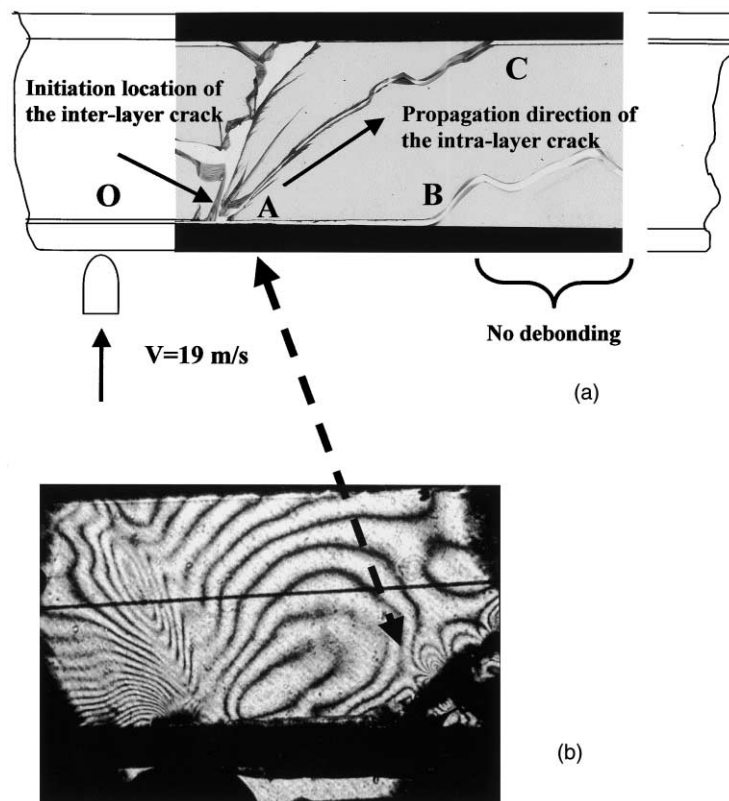 Initiation location of
the inter-layer crack
C
Propagation direction of
the intra-layer crack
O
A
B
No debonding
V=19 m/s
(a)
(b)